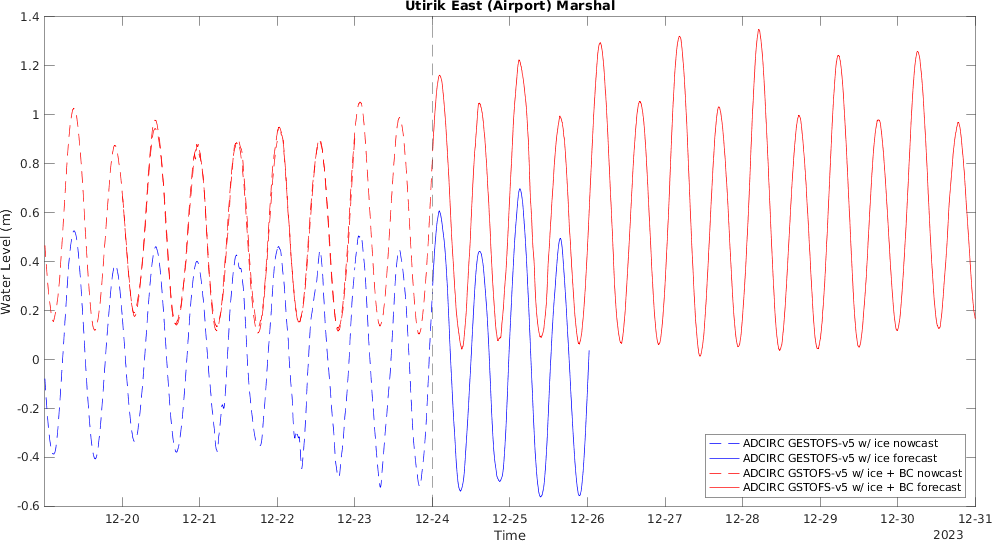 Utirik East (Airport) Marshal
1.4
1.2
1
0.8
0.6
0.4
0.2
0
-0.2
-0.4
-0.6
Water Level (m)
ADCIRC GESTOFS-v5 w/ ice nowcast
ADCIRC GESTOFS-v5 w/ ice forecast
ADCIRC GSTOFS-v5 w/ ice + BC nowcast
ADCIRC GSTOFS-v5 w/ ice + BC forecast
12-20 12-21 12-22 12-23 12-24 12-25 12-26 12-27 12-28 12-29 12-30 12-31
Time
2023